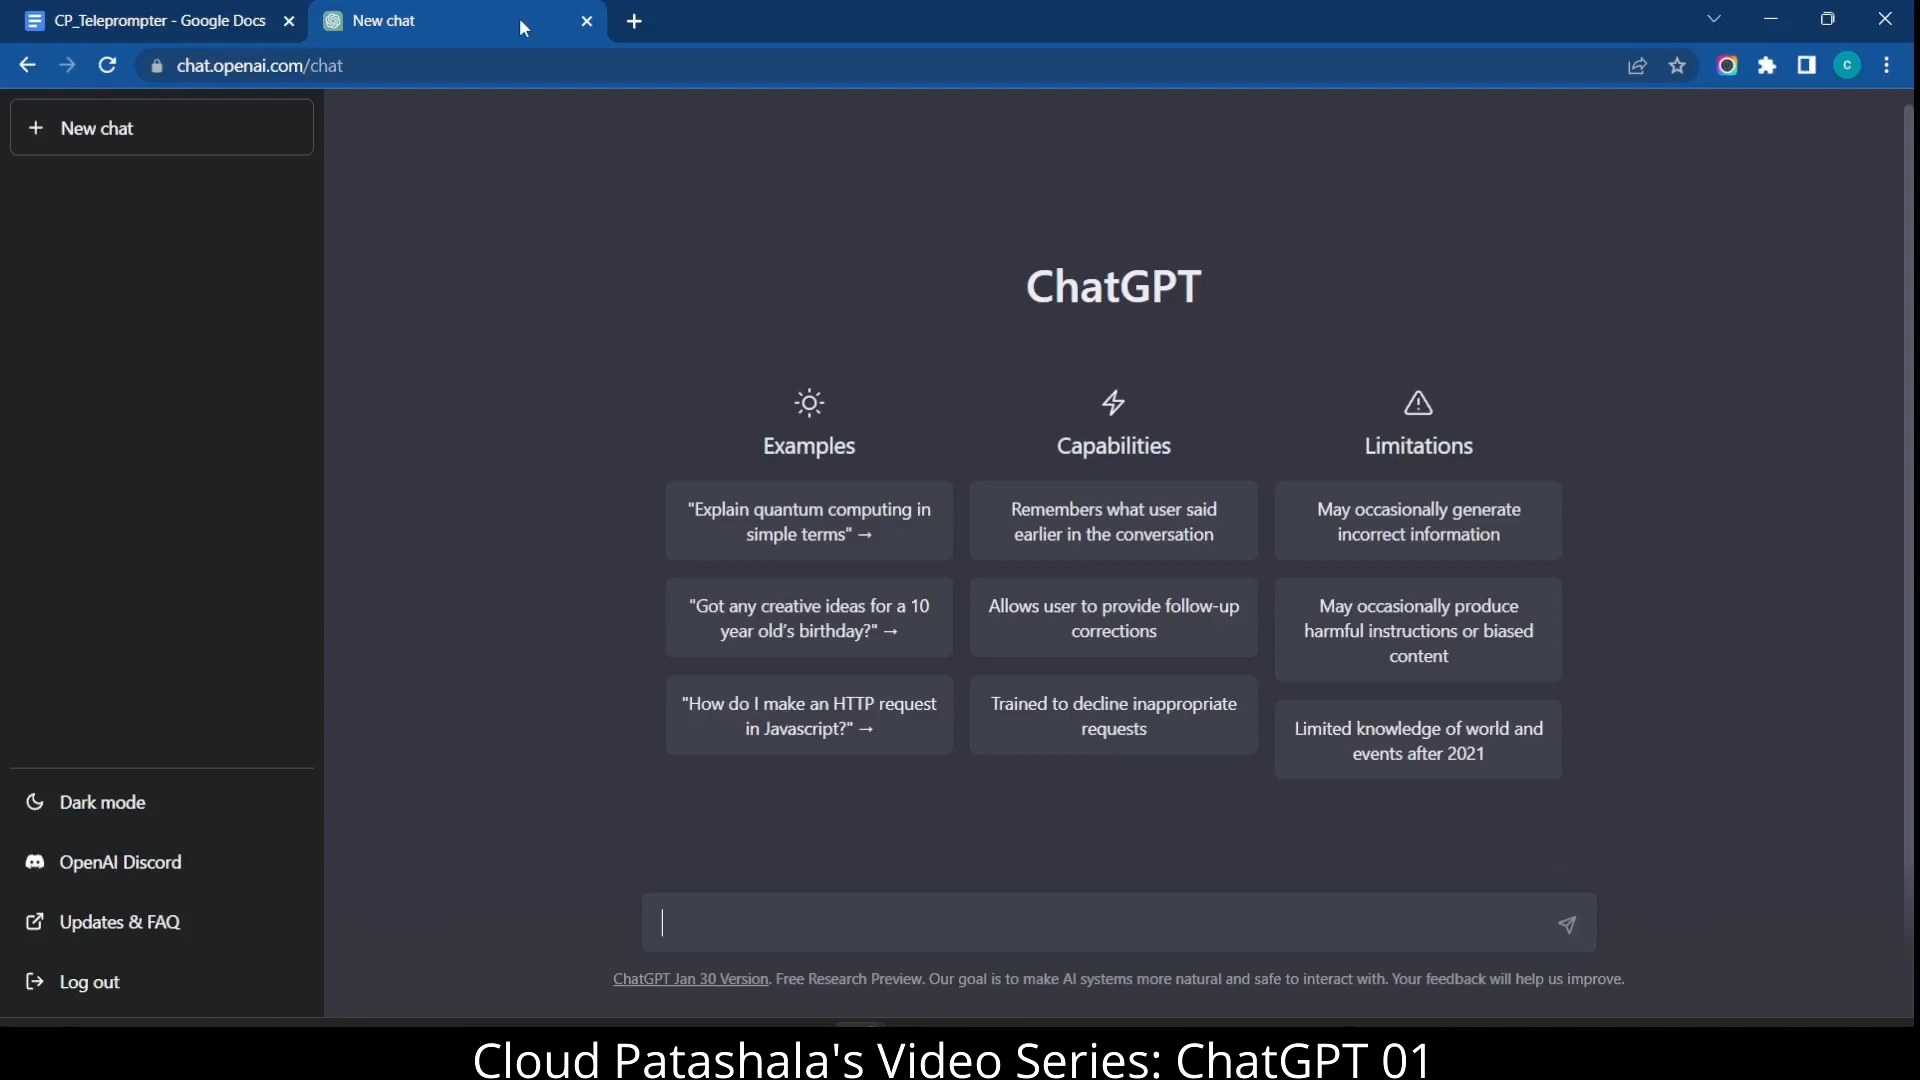 CP_Teleprompter - Google Docs
New chat
chat.openai.com/chat
C
New chat
ChatGPT
Examples
Capabilities
Limitations
"Explain quantum computing in
simple terms" →
Remembers what user said
earlier in the conversation
May occasionally generate
incorrect information
"Got any creative ideas for a 10
year old's birthday?" →
Allows user to provide follow-up
corrections
May occasionally produce
harmful instructions or biased
content
"How do I make an HTTP request
in Javascript?" →
Trained to decline inappropriate
requests
Limited knowledge of world and
events after 2021
Dark mode
OpenAI Discord
Updates & FAQ
Log out
ChatGPT Jan 30 Version. Free Research Preview. Our goal is to make AI systems more natural and safe to interact with. Your feedback will help us improve.
Cloud Patashala's Video Series: ChatGPT 01